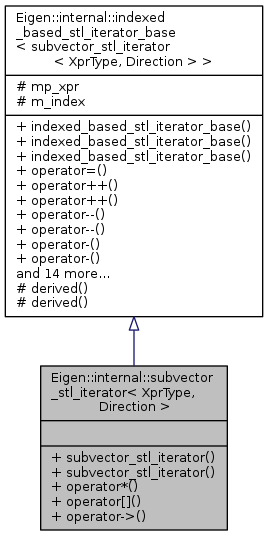 Eigen::internal::indexed
_based_stl_iterator_base
< subvector_stl_iterator
< XprType, Direction > >
# mp_xpr
# m_index
+ indexed_based_stl_iterator_base()
+ indexed_based_stl_iterator_base()
+ indexed_based_stl_iterator_base()
+ operator=()
+ operator++()
+ operator++()
+ operator--()
+ operator--()
+ operator-()
+ operator-()
and 14 more...
# derived()
# derived()
Eigen::internal::subvector
_stl_iterator< XprType,
Direction >
+ subvector_stl_iterator()
+ subvector_stl_iterator()
+ operator*()
+ operator[]()
+ operator->()